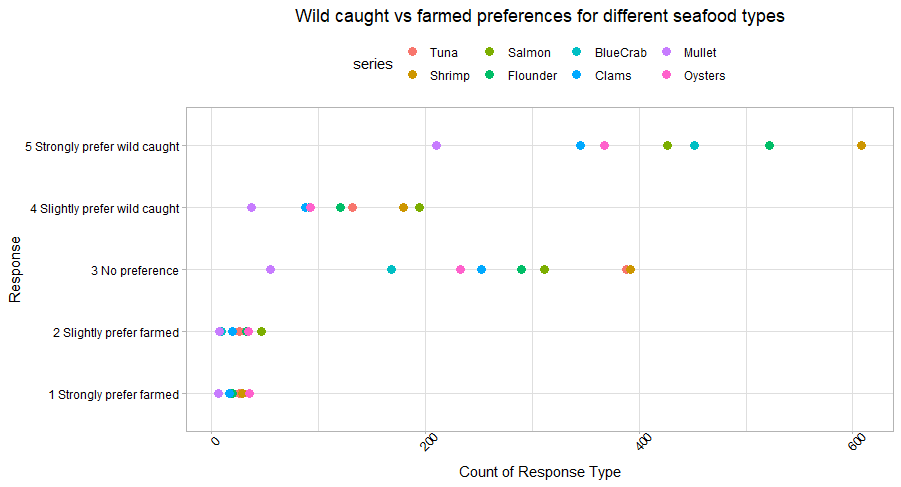 Wild caught vs farmed preferences for different seafood types
series
Tuna
Salmon
BlueCrab
Mullet
Shrimp
Flounder
Clams
Oysters
5 Strongly prefer wild caught
4 Slightly prefer wild caught
3 No preference
2 Slightly prefer farmed
1 Strongly prefer farmed
Response
0
200
400
600
Count of Response Type